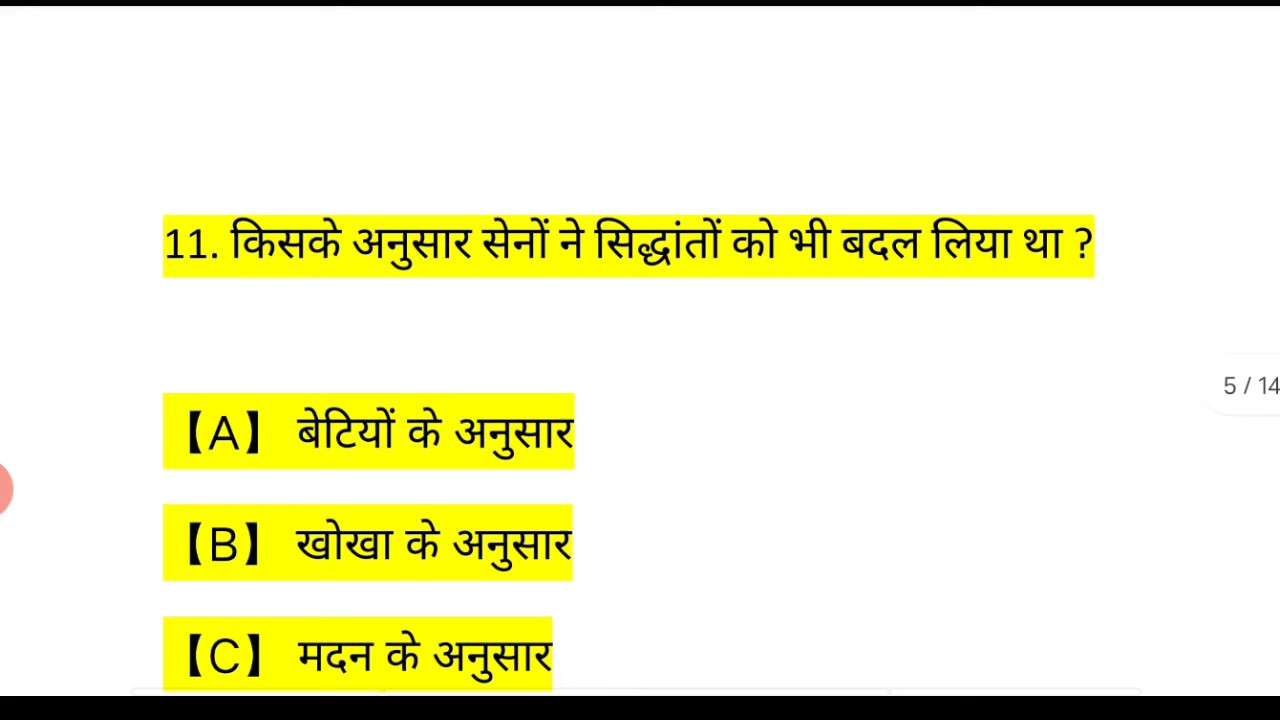 11. किसके अनुसार सेनों ने सिद्धांतों को भी बदल लिया था ?
5 / 14
【A】 बेटियों के अनुसार
【B】 खोखा के अनुसार
【C】 मदन के अनुसार